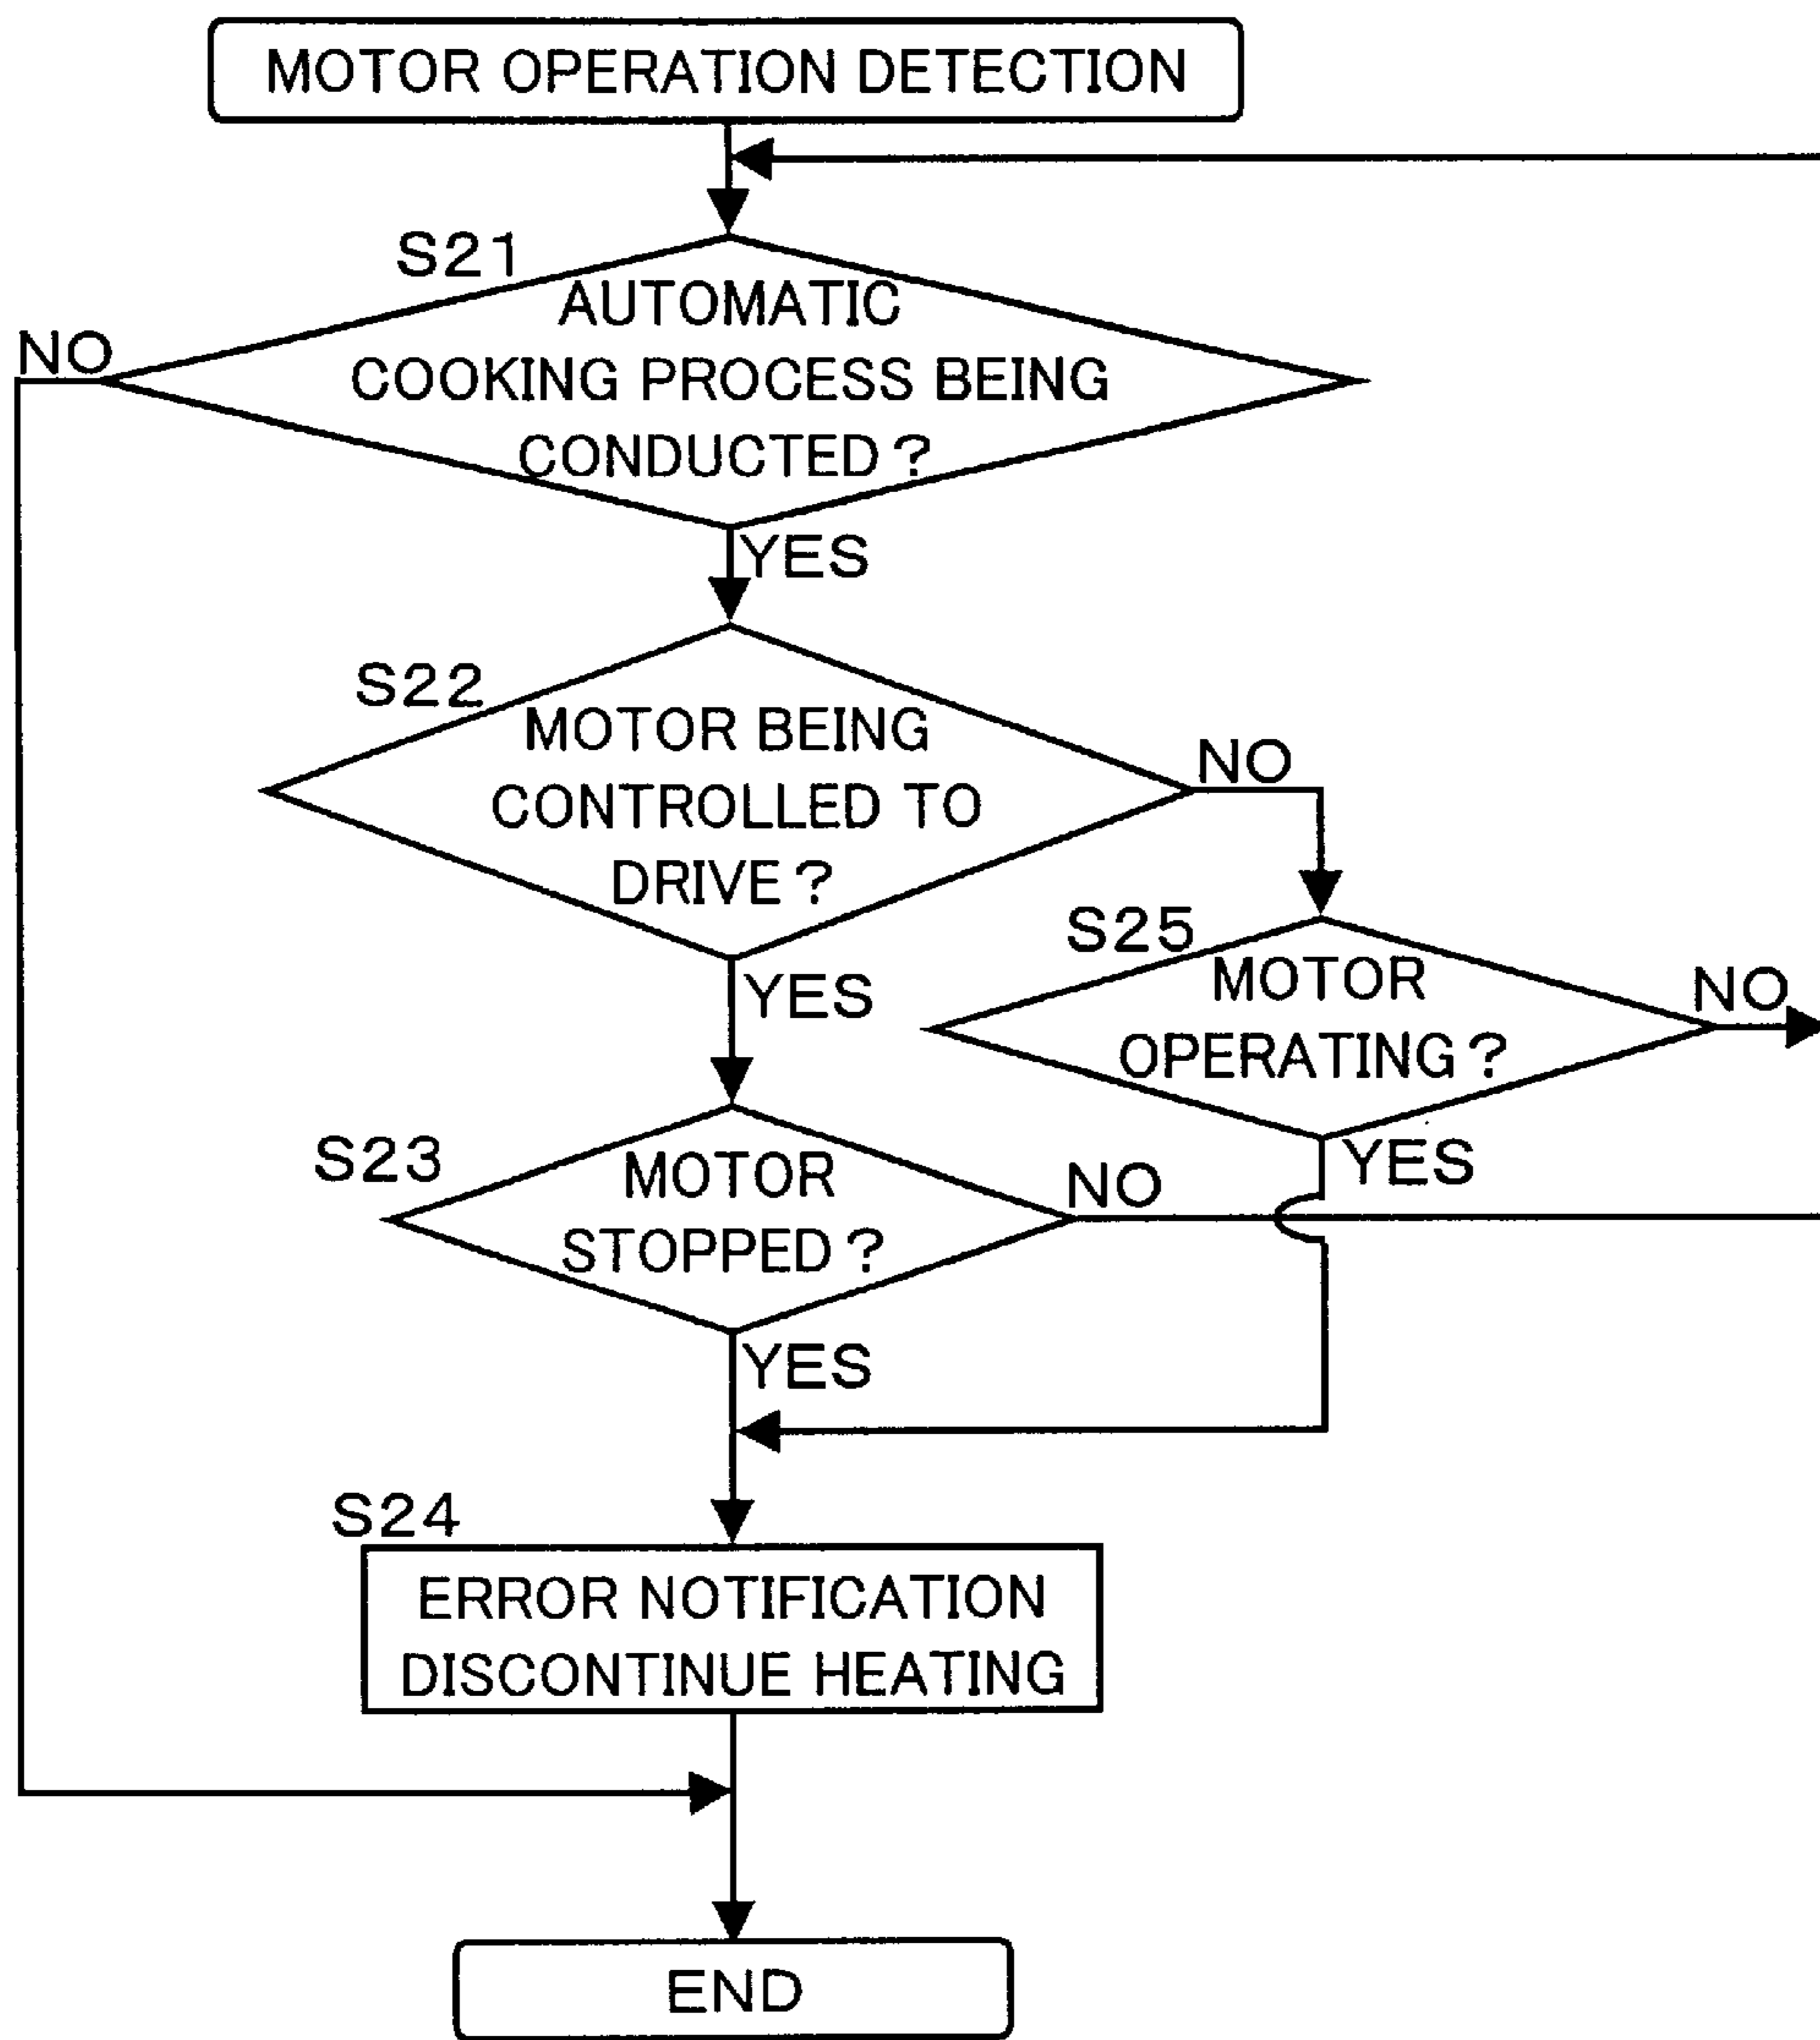 MOTOR OPERATION DETECTION
S21
AUTOMATIC
COOKING PROCESS BEING
CONDUCTED?
NO
YES
S22
MOTOR BEING
CONTROLLED TO
DRIVE?
NO
YES
S25
MOTOR
OPERATING?
NO
YES
S23
MOTOR
STOPPED?
NO
YES
S24
ERROR NOTIFICATION
DISCONTINUE HEATING
END